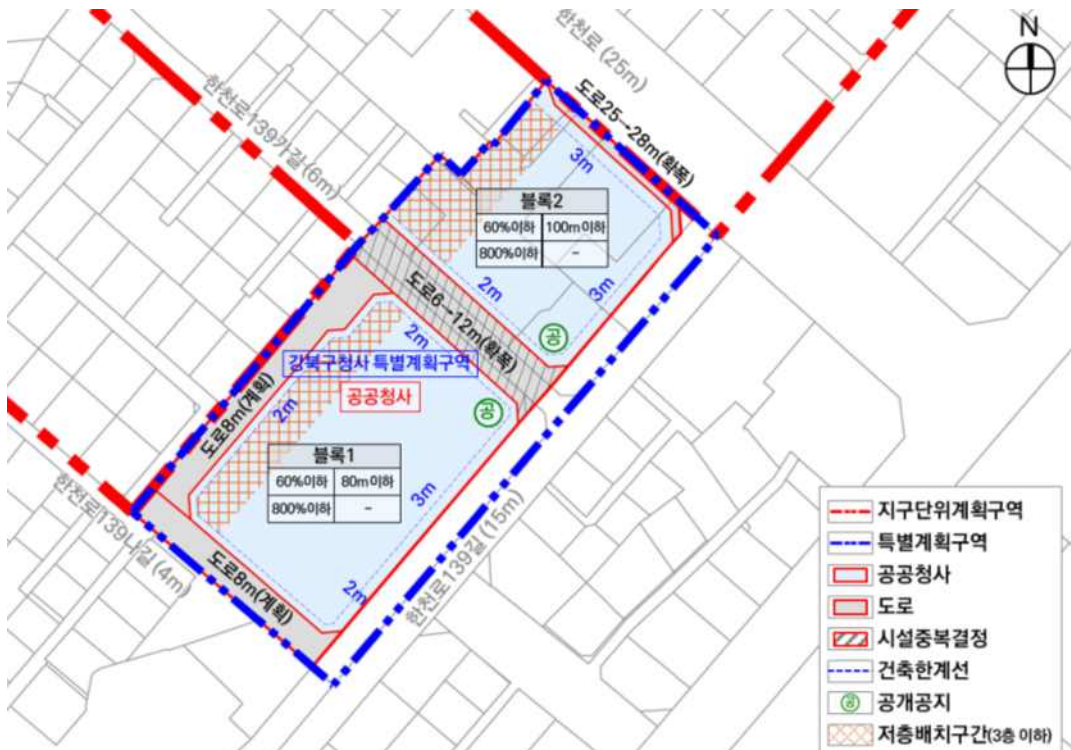 N
한천로 (25m)
도로25→28m(확폭)
한천로139가길(6m)
3m
블록2
60%이하 100m이하
800%이하 -
2m
3m
도로6→12m(확폭)
공
2m
강북구청사 특별계획구역
공공청사
공
도로8m(계획)
2m
블록1
60%이하 80m이하
800%이하 -
3m
한천로139나길 (4m)
도로8m(계획)
2m
한천로139길 (15m)
지구단위계획구역
특별계획구역
공공청사
도로
시설중복결정
건축한계선
공 공개공지
저층배치구간(3층 이하)